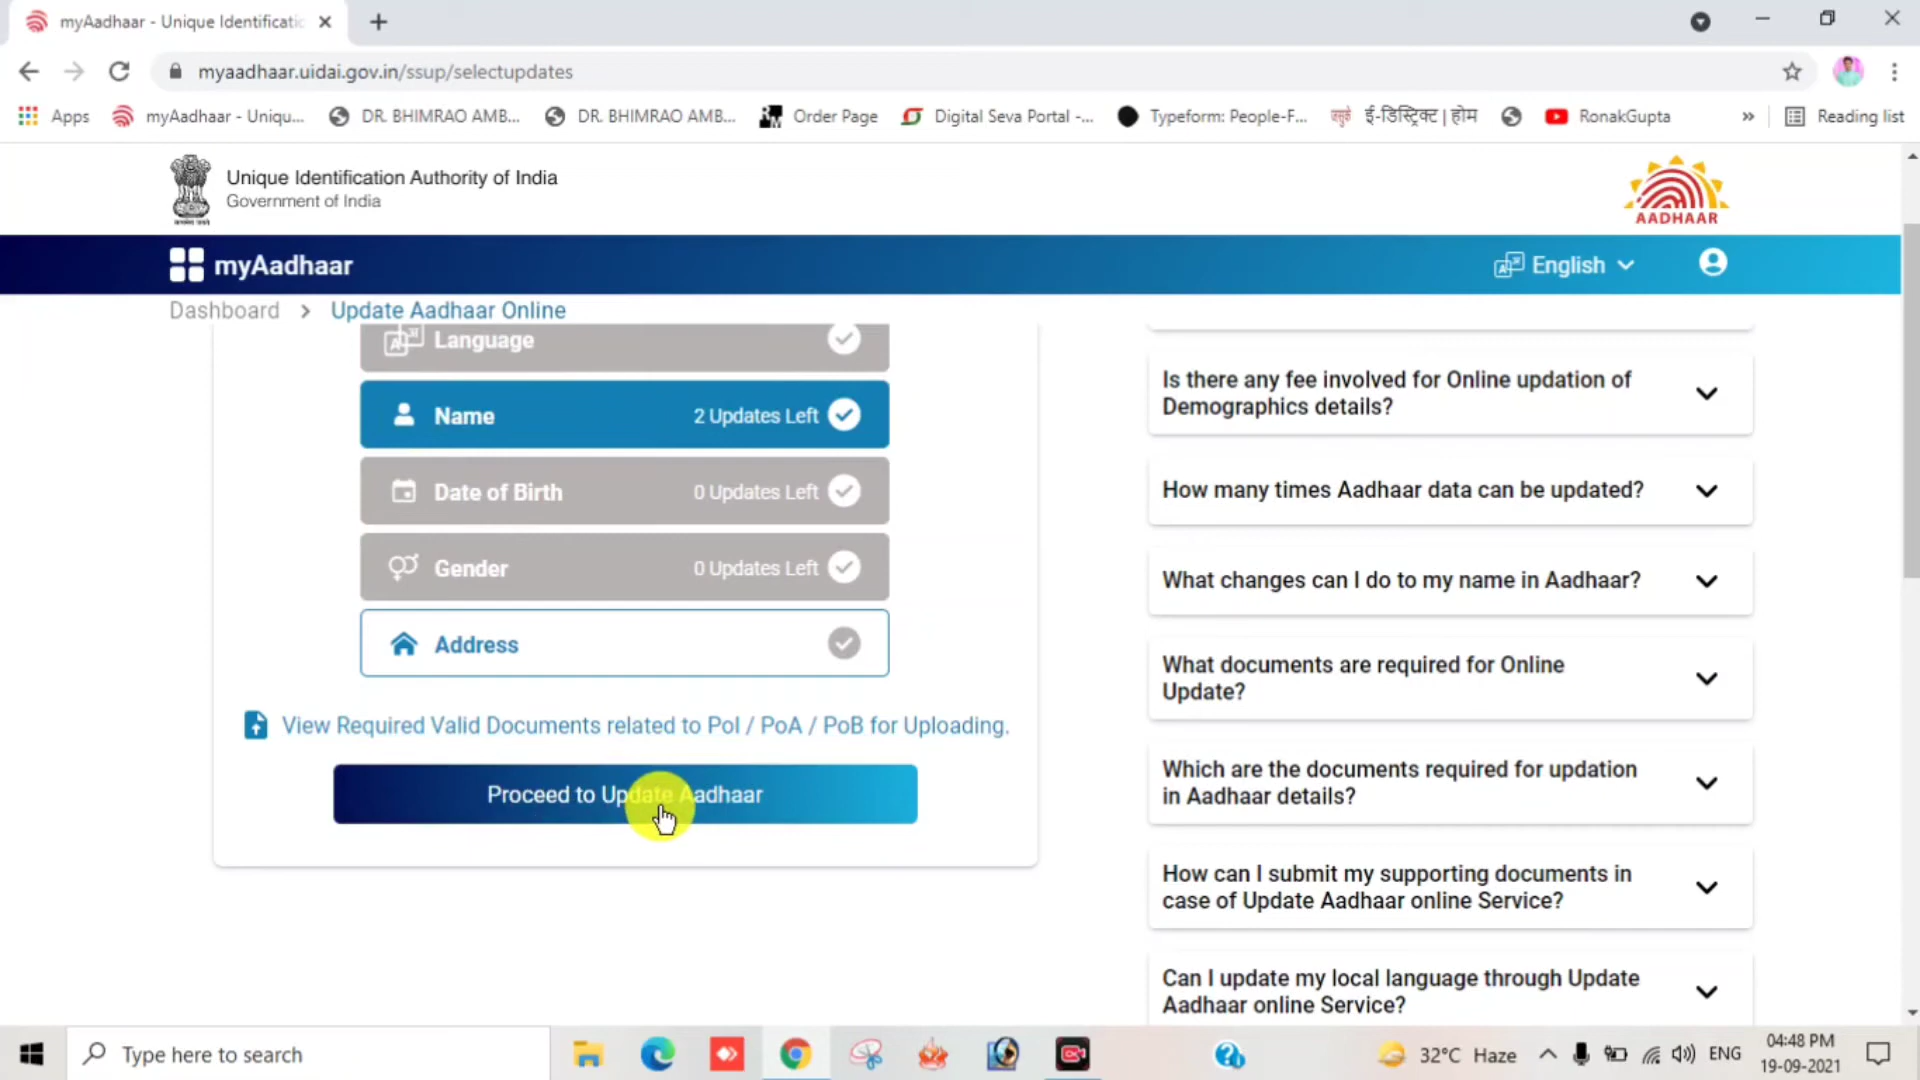 myAadhaar - Unique Identificatic
myaadhaar.uidai.gov.in/ssup/selectupdates
Apps
myAadhaar - Uniqu...
DR. BHIMRAO AMB...
DR. BHIMRAO AMB...
Order Page
Digital Seva Portal -...
Typeform: People-F...
ई-डिस्ट्रिक्ट | होम
RonakGupta
»
Reading list
Unique Identification Authority of India
Government of India
AADHAAR
myAadhaar
English
Dashboard > Update Aadhaar Online
Language
Name 2 Updates Left
Date of Birth 0 Updates Left
Gender 0 Updates Left
Address
View Required Valid Documents related to PoI / PoA / PoB for Uploading.
Proceed to Update Aadhaar
Is there any fee involved for Online updation of
Demographics details?
How many times Aadhaar data can be updated?
What changes can I do to my name in Aadhaar?
What documents are required for Online
Update?
Which are the documents required for updation
in Aadhaar details?
How can I submit my supporting documents in
case of Update Aadhaar online Service?
Can I update my local language through Update
Aadhaar online Service?
Type here to search
32°C Haze
ENG
04:48 PM
19-09-2021